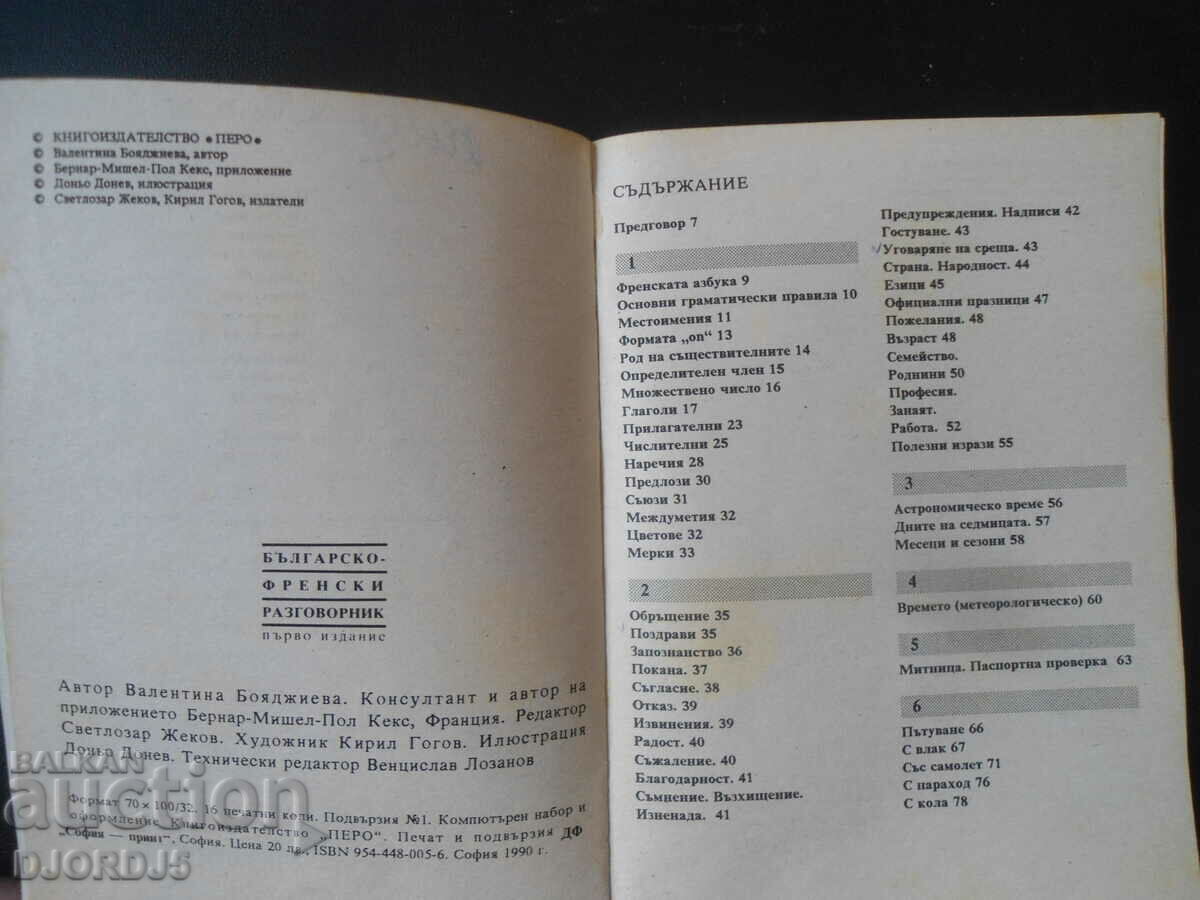 © КНИГОИЗДАТЕЛСТВО • ПЕРО •
© Валентина Бояджиева, автор
© Бернар-Мишел-Пол Кекс, приложение
© Доньо Донев, илюстрация
© Светлозар Жеков, Кирил Гогов, издатели
БЪЛГАРСКО-
ФРЕНСКИ
РАЗГОВОРНИК
първо издание
Автор Валентина Бояджиева. Консултант и автор на
приложението Бернар-Мишел-Пол Кекс, Франция. Редактор
Светлозар Жеков. Художник Кирил Гогов. Илюстрация
Доньо Донев. Технически редактор Венцислав Лозанов
Формат 70 × 100/32. 16 печатни коли. Подвързия №1. Компютърен набор и
оформление Книгоиздателство „ПЕРО". Печат и подвързия ДФ
„София — принт", София. Цена 20 лв., ISBN 954-448-005-6. София 1990 г.
СЪДЪРЖАНИЕ
Предговор 7
1
Френската азбука 9
Основни граматически правила 10
Местоимения 11
Формата „on" 13
Род на съществителните 14
Определителен член 15
Множествено число 16
Глаголи 17
Прилагателни 23
Числителни 25
Наречия 28
Предлози 30
Съюзи 31
Междуметия 32
Цветове 32
Мерки 33
2
Обръщение 35
Поздрави 35
Запознанство 36
Покана. 37
Съгласие. 38
Отказ. 39
Извинения. 39
Радост. 40
Съжаление. 40
Благодарност. 41
Съмнение. Възхищение.
Изненада. 41
Предупреждения. Надписи 42
Гостуване. 43
Уговаряне на среща. 43
Страна. Народност. 44
Езици 45
Официални празници 47
Пожелания. 48
Възраст 48
Семейство.
Роднини 50
Професия.
Занаят.
Работа. 52
Полезни изрази 55
3
Астрономическо време 56
Дните на седмицата. 57
Месеци и сезони 58
4
Времето (метеорологическо) 60
5
Митница. Паспортна проверка 63
6
Пътуване 66
С влак 67
Със самолет 71
С параход 76
С кола 78
BALKAN
auction
DJORDJ5